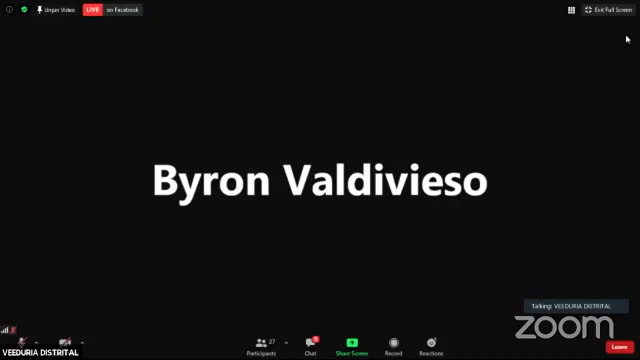 Unpin Video
LIVE on Facebook
Exit Full Screen
Byron Valdivieso
Talking: VEEDURIA DISTRITAL
zoom
VEEDURIA DISTRITAL
27
Participants
Chat
Share Screen
Record
Reactions
Leave